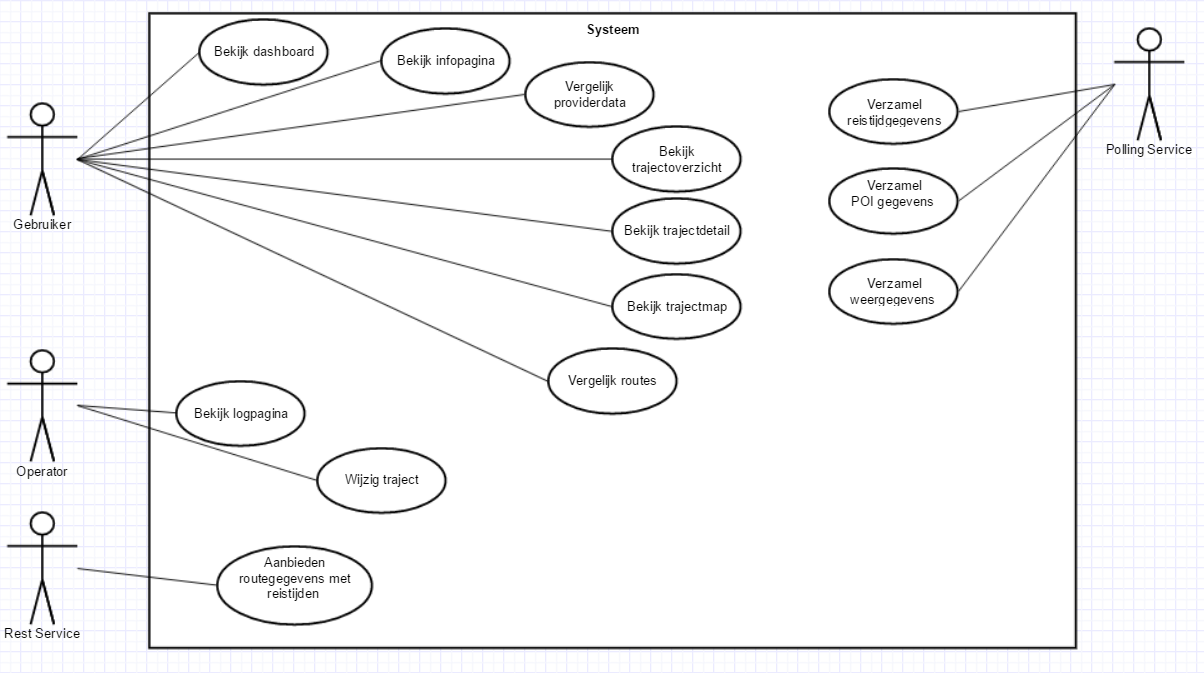 Systeem
Bekijk dashboard
Bekijk infopagina
Vergelijk
providerdata
Bekijk
trajectoverzicht
Bekijk trajectdetail
Bekijk trajectmap
Vergelijk routes
Verzamel
reistijdgegevens
Verzamel
POI gegevens
Verzamel
weergegevens
Polling Service
Gebruiker
Bekijk logpagina
Wijzig traject
Operator
Aanbieden
routegegevens met
reistijden
Rest Service